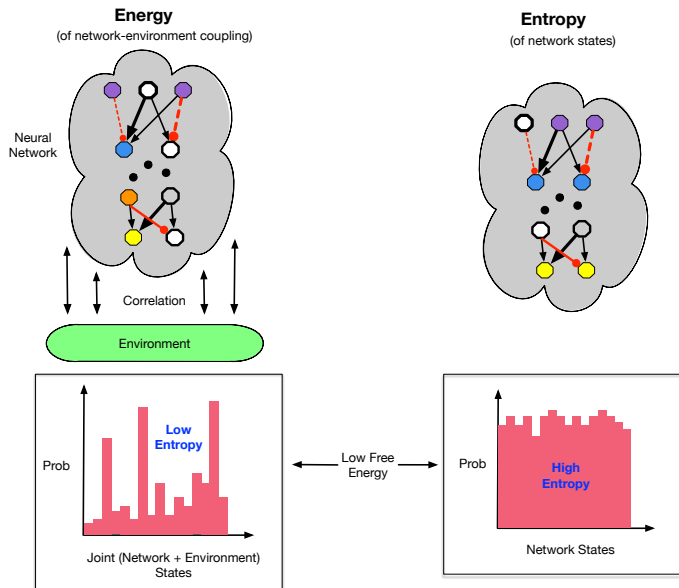 Energy
(of network-environment coupling)
Entropy
(of network states)
Neural
Network
Correlation
Environment
Prob
Low
Entropy
Joint (Network + Environment)
States
Low Free
Energy
Prob
High
Entropy
Network States